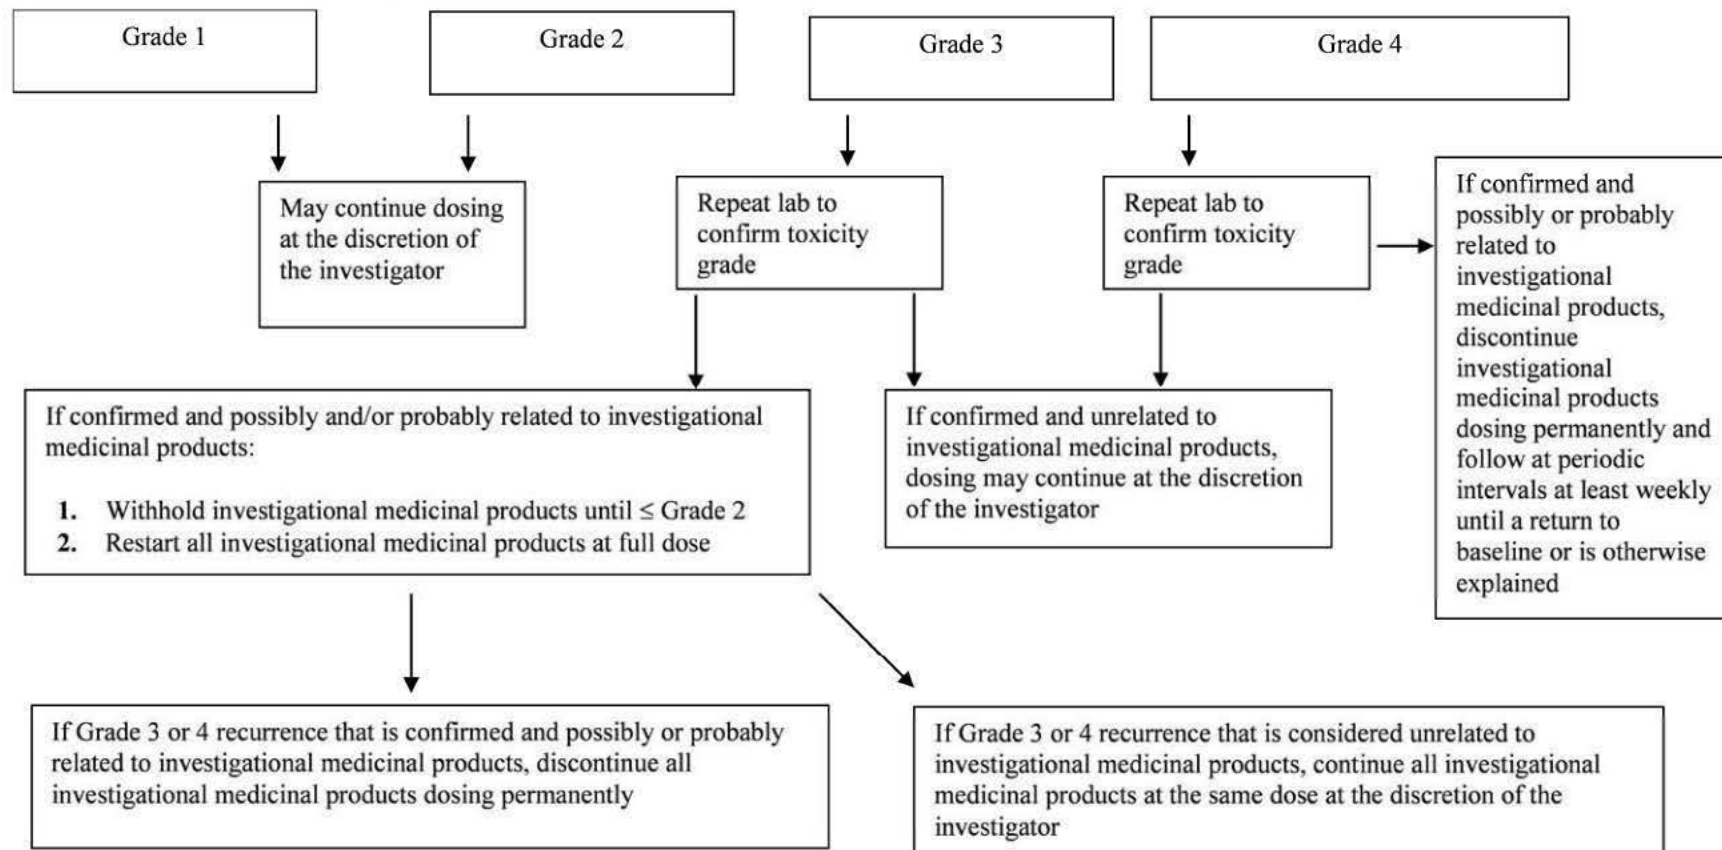 Grade 1
Grade 2
Grade 3
Grade 4
May continue dosing
at the discretion of
the investigator
Repeat lab to
confirm toxicity
grade
Repeat lab to
confirm toxicity
grade
If confirmed and
possibly or probably
related to
investigational
medicinal products,
discontinue
investigational
medicinal products
dosing permanently and
follow at periodic
intervals at least weekly
until a return to
baseline or is otherwise
explained
If confirmed and possibly and/or probably related to investigational
medicinal products:
1. Withhold investigational medicinal products until ≤ Grade 2
2. Restart all investigational medicinal products at full dose
If confirmed and unrelated to
investigational medicinal products,
dosing may continue at the discretion
of the investigator
If Grade 3 or 4 recurrence that is confirmed and possibly or probably
related to investigational medicinal products, discontinue all
investigational medicinal products dosing permanently
If Grade 3 or 4 recurrence that is considered unrelated to
investigational medicinal products, continue all investigational
medicinal products at the same dose at the discretion of the
investigator